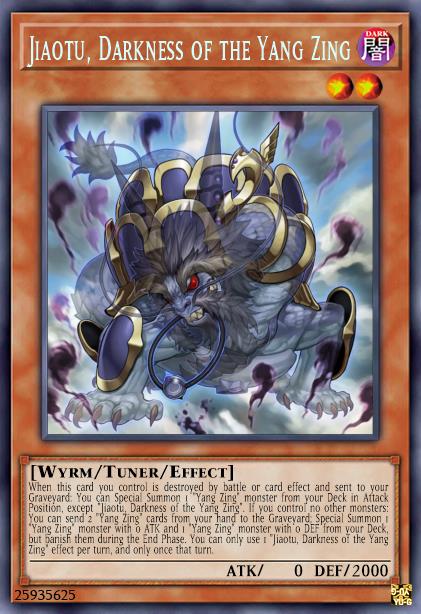 JIAOTU, DARKNESS OF THE YANG ZING
DARK
闇
[WYRM/TUNER/EFFECT]
When this card you control is destroyed by battle or card effect and sent to your
Graveyard: You can Special Summon 1 "Yang Zing" monster from your Deck in Attack
Position, except "Jiaotu, Darkness of the Yang Zing". If you control no other monsters:
You can send 2 "Yang Zing" cards from your hand to the Graveyard; Special Summon 1
"Yang Zing" monster with 0 ATK and 1 "Yang Zing" monster with 0 DEF from your Deck,
but banish them during the End Phase. You can only use 1 "Jiaotu, Darkness of the Yang
Zing" effect per turn, and only once that turn.
ATK/ 0 DEF/2000
25935625